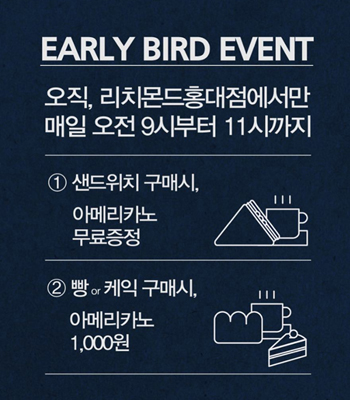 EARLY BIRD EVENT
오직, 리치몬드홍대점에서만
매일 오전 9시부터 11시까지
① 샌드위치 구매시,
아메리카노
무료증정
② 빵 or 케익 구매시,
아메리카노
1,000원